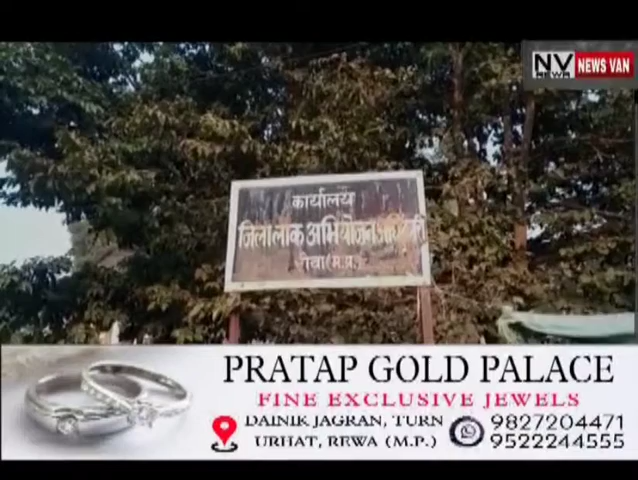 NV NEWS NEWS VAN
कार्यालय
जिला लोक अभियोजन अधिकारी
रीवा (म.प्र.)
PRATAP GOLD PALACE
FINE EXCLUSIVE JEWELS
DAINIK JAGRAN, TURN
URHAT, REWA (M.P.)
9827204471
9522244555